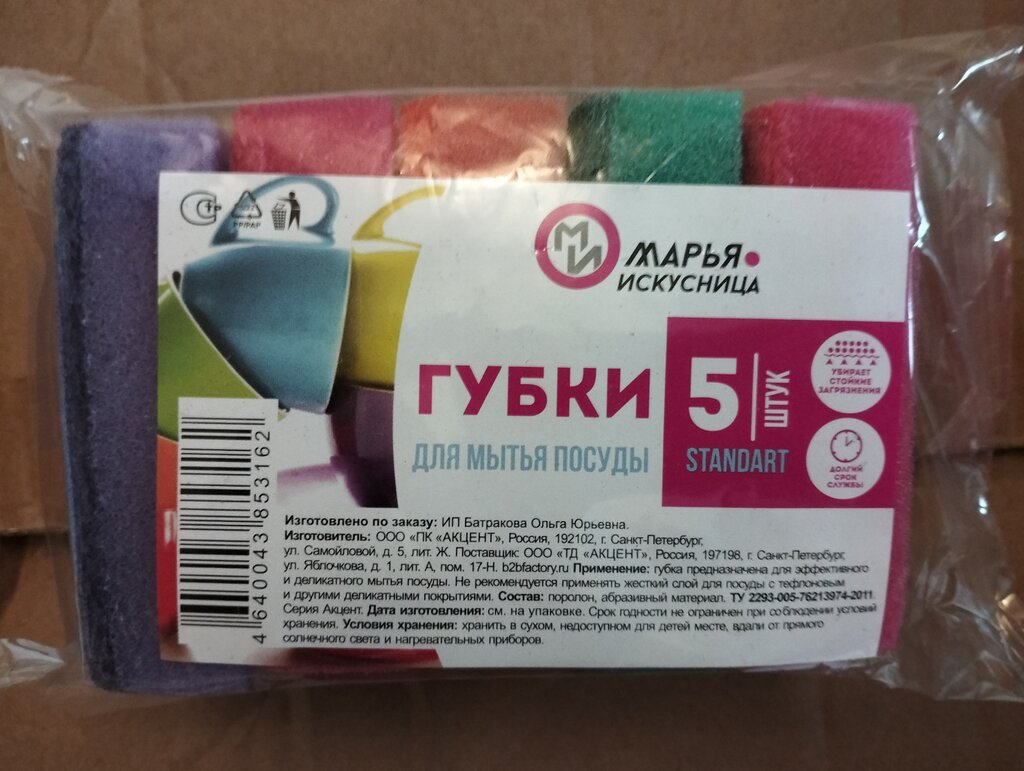 PP/PAP
МИ
МАРЬЯ
ИСКУСНИЦА
ГУБКИ
ДЛЯ МЫТЬЯ ПОСУДЫ
5
ШТУК
STANDART
УБИРАЕТ
СТОЙКИЕ
ЗАГРЯЗНЕНИЯ
ДОЛГИЙ
СРОК
СЛУЖБЫ
4 640043 853162
Изготовлено по заказу: ИП Батракова Ольга Юрьевна.
Изготовитель: ООО «ПК «АКЦЕНТ», Россия, 192102, г. Санкт-Петербург,
ул. Самойловой, д. 5, лит. Ж. Поставщик: ООО «ТД «АКЦЕНТ», Россия, 197198, г. Санкт-Петербург,
ул. Яблочкова, д. 1, лит. А, пом. 17-Н. b2bfactory.ru Применение: губка предназначена для эффективного
и деликатного мытья посуды. Не рекомендуется применять жесткий слой для посуды с тефлоновым
и другими деликатными покрытиями. Состав: поролон, абразивный материал. ТУ 2293-005-76213974-2011.
Серия Акцент. Дата изготовления: см. на упаковке. Срок годности не ограничен при соблюдении условий
хранения. Условия хранения: хранить в сухом, недоступном для детей месте, вдали от прямого
солнечного света и нагревательных приборов.